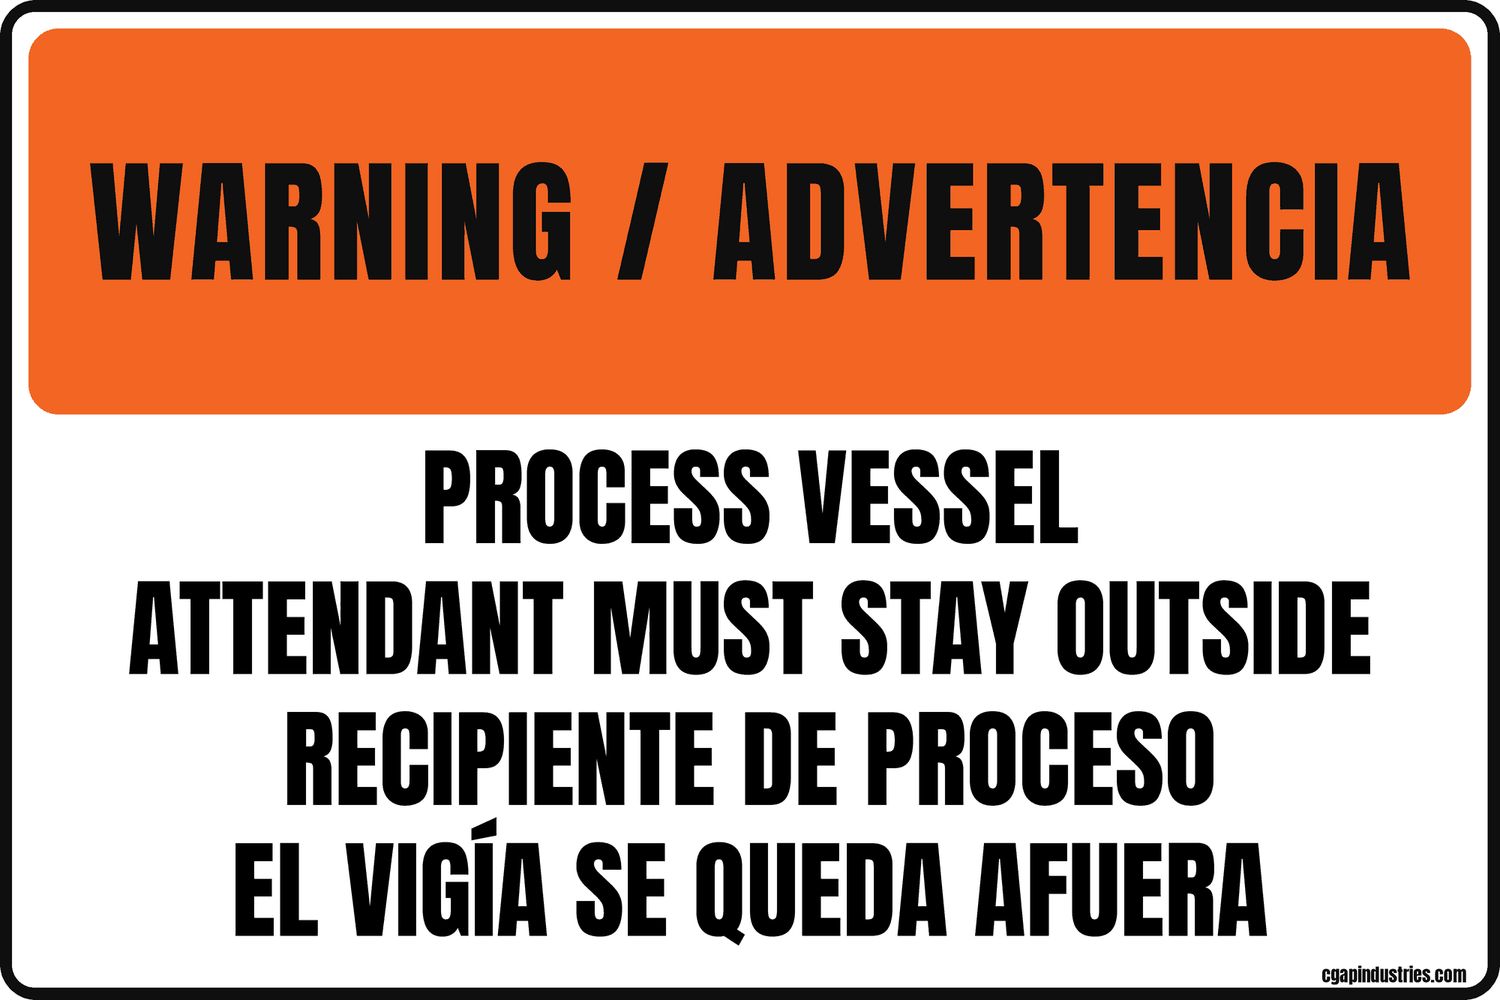 WARNING / ADVERTENCIA
PROCESS VESSEL
ATTENDANT MUST STAY OUTSIDE
RECIPIENTE DE PROCESO
EL VIGÍA SE QUEDA AFUERA
cgapindustries.com